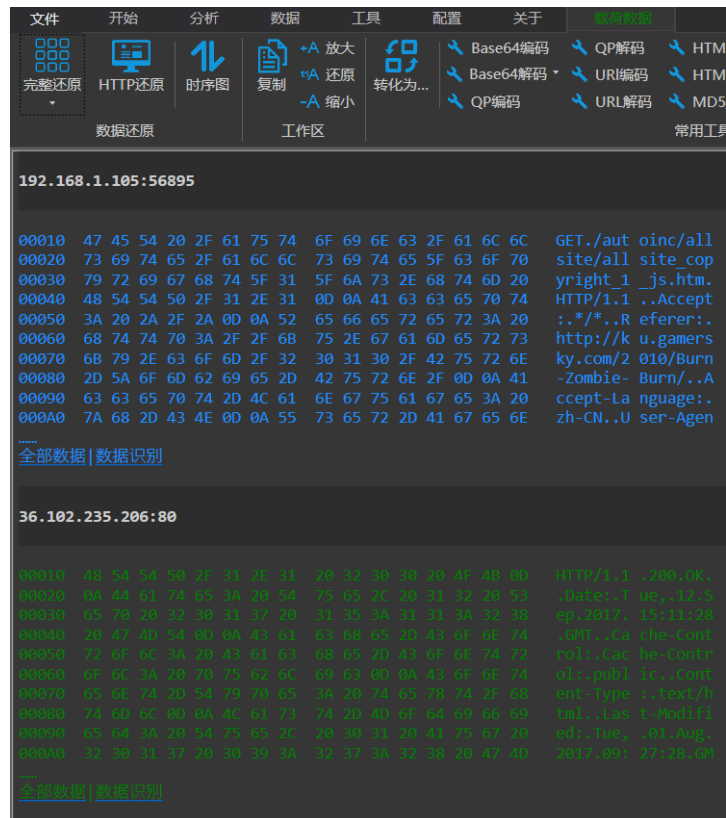 文件 开始 分析 数据 工具 配置 关于 载荷数据
完整还原 HTTP还原 时序图 复制 +A 放大 转化为... Base64编码 QP解码 HTM
A 还原 Base64解码 URI编码 HTM
-A 缩小 QP编码 URL解码 MD5
数据还原 工作区 常用工具
192.168.1.105:56895
00010 47 45 54 20 2F 61 75 74 6F 69 6E 63 2F 61 6C 6C GET./aut oinc/all
00020 73 69 74 65 2F 61 6C 6C 73 69 74 65 5F 63 6F 70 site/all site_cop
00030 79 72 69 67 68 74 5F 31 5F 6A 73 2E 68 74 6D 20 yright_1 _js.htm.
00040 48 54 54 50 2F 31 2E 31 0D 0A 41 63 63 65 70 74 HTTP/1.1 ..Accept
00050 3A 20 2A 2F 2A 0D 0A 52 65 66 65 72 65 72 3A 20 :.*/*..R eferer:.
00060 68 74 74 70 3A 2F 2F 6B 75 2E 67 61 6D 65 72 73 http://k u.gamers
00070 6B 79 2E 63 6F 6D 2F 32 30 31 30 2F 42 75 72 6E ky.com/2 010/Burn
00080 2D 5A 6F 6D 62 69 65 2D 42 75 72 6E 2F 0D 0A 41 -Zombie- Burn/..A
00090 63 63 65 70 74 2D 4C 61 6E 67 75 61 67 65 3A 20 ccept-La nguage:.
000A0 7A 68 2D 43 4E 0D 0A 55 73 65 72 2D 41 67 65 6E zh-CN..U ser-Agen
......
全部数据|数据识别
36.102.235.206:80
00010 48 54 54 50 2F 31 2E 31 20 32 30 30 20 4F 4B 0D HTTP/1.1 .200.OK.
00020 0A 44 61 74 65 3A 20 54 75 65 2C 20 31 32 20 53 .Date:.T ue,.12.S
00030 65 70 20 32 30 31 37 20 31 35 3A 31 31 3A 32 38 ep.2017. 15:11:28
00040 20 47 4D 54 0D 0A 43 61 63 68 65 2D 43 6F 6E 74 .GMT..Ca che-Cont
00050 72 6F 6C 3A 20 43 61 63 68 65 2D 43 6F 6E 74 72 rol:.Cac he-Contr
00060 6F 6C 3A 20 70 75 62 6C 69 63 0D 0A 43 6F 6E 74 ol:.publ ic..Cont
00070 65 6E 74 2D 54 79 70 65 3A 20 74 65 78 74 2F 68 ent-Type :.text/h
00080 74 6D 6C 0D 0A 4C 61 73 74 2D 4D 6F 64 69 66 69 tml..Las t-Modifi
00090 65 64 3A 20 54 75 65 2C 20 30 31 20 41 75 67 20 ed:.Tue, .01.Aug.
000A0 32 30 31 37 20 30 39 3A 32 37 3A 32 38 20 47 4D 2017.09: 27:28.GM
......
全部数据|数据识别